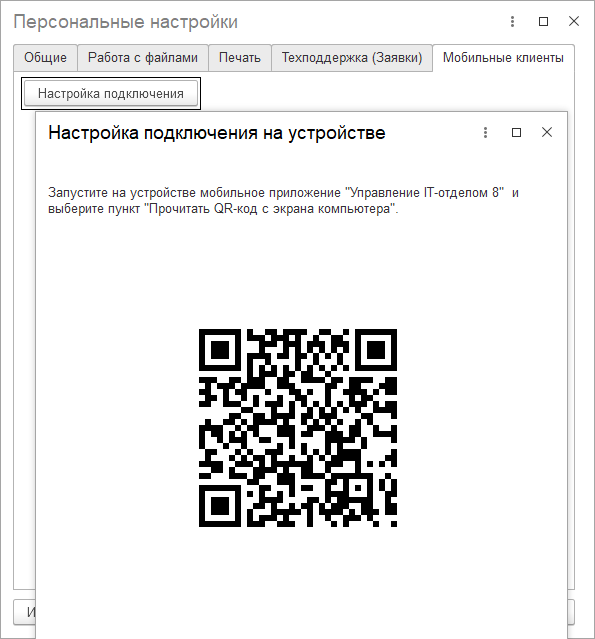 Персональные настройки
Общие
Работа с файлами
Печать
Техподдержка (Заявки)
Мобильные клиенты
Настройка подключения
Настройка подключения на устройстве
Запустите на устройстве мобильное приложение "Управление IT-отделом 8" и
выберите пункт "Прочитать QR-код с экрана компьютера".